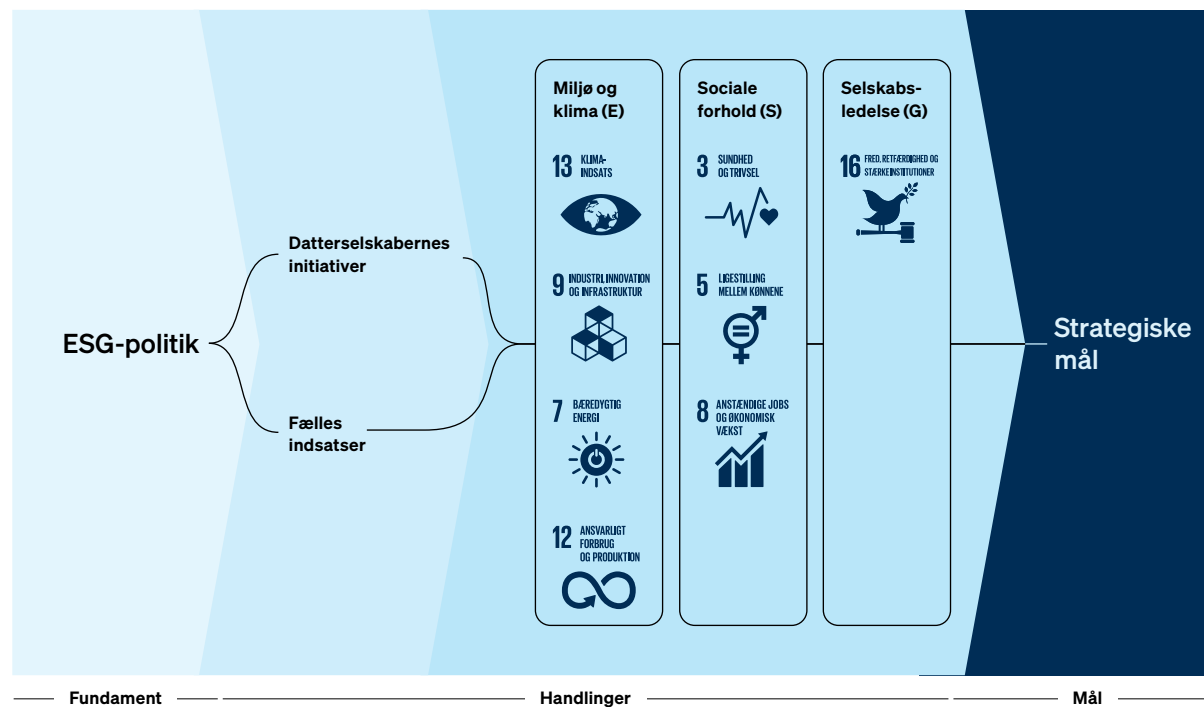 ESG-politik
Datterselskabernes
initiativer
Fælles
indsatser
Miljø og
klima (E)
13 KLIMA-
INDSATS
9 INDUSTRI, INNOVATION
OG INFRASTRUKTUR
7 BÆREDYGTIG
ENERGI
12 ANSVARLIGT
FORBRUG
OG PRODUKTION
Sociale
forhold (S)
3 SUNDHED
OG TRIVSEL
5 LIGESTILLING
MELLEM KØNNENE
8 ANSTÆNDIGE JOBS
OG ØKONOMISK
VÆKST
Selskabs-
ledelse (G)
16 FRED, RETFÆRDIGHED OG
STÆRKE INSTITUTIONER
Strategiske
mål
Fundament
Handlinger
Mål